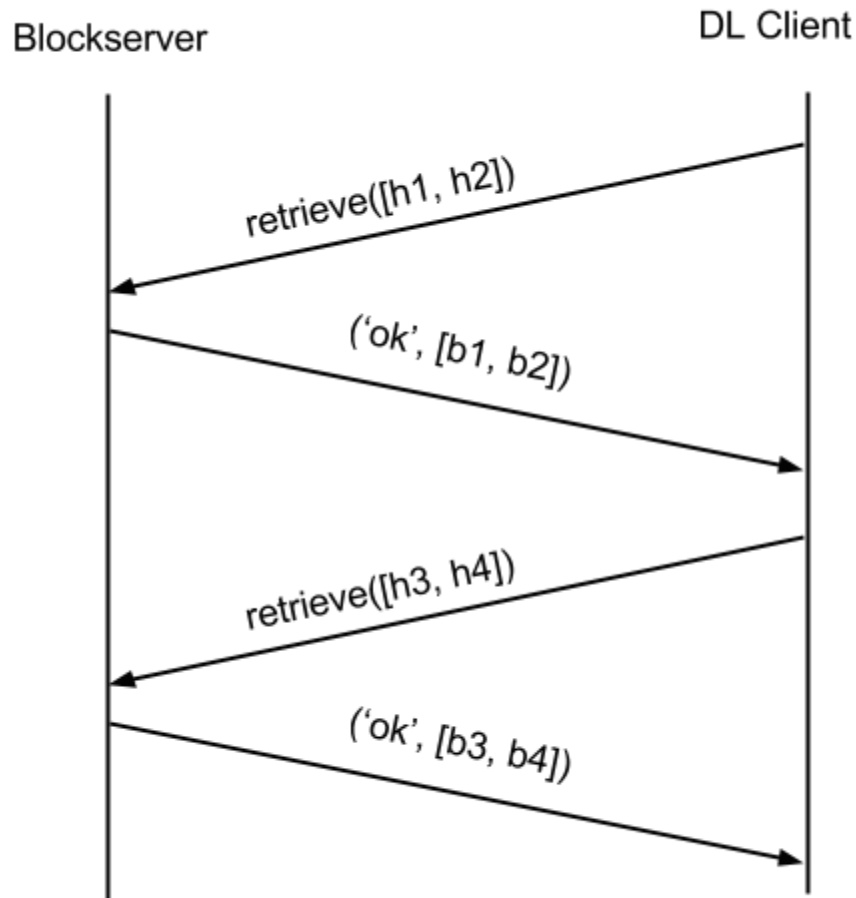 Blockserver
DL Client
retrieve([h1, h2])
(‘ok’, [b1, b2])
retrieve([h3, h4])
(‘ok’, [b3, b4])